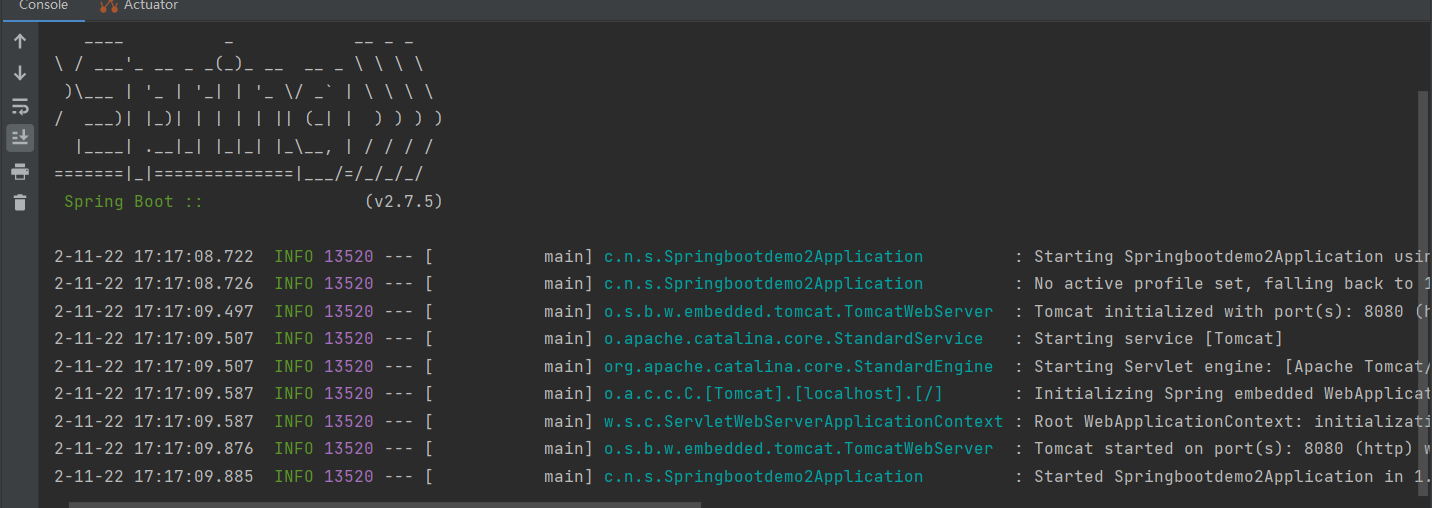 Console Actuator
  ____          _            __ _ _
\ / ___'_ __ _ _(_)_ __  __ _ \ \ \ \
 )\___ | '_ | '_| | '_ \/ _` | \ \ \ \
/  ___)| |_)| | | | | || (_| |  ) ) ) )
  |____| .__|_| |_|_| |_\__, | / / / /
=======|_|==============|___/=/_/_/_/
Spring Boot :: (v2.7.5)
2-11-22 17:17:08.722 INFO 13520 --- [ main] c.n.s.Springbootdemo2Application : Starting Springbootdemo2Application usin
2-11-22 17:17:08.726 INFO 13520 --- [ main] c.n.s.Springbootdemo2Application : No active profile set, falling back to 1
2-11-22 17:17:09.497 INFO 13520 --- [ main] o.s.b.w.embedded.tomcat.TomcatWebServer : Tomcat initialized with port(s): 8080 (h
2-11-22 17:17:09.507 INFO 13520 --- [ main] o.apache.catalina.core.StandardService : Starting service [Tomcat]
2-11-22 17:17:09.507 INFO 13520 --- [ main] org.apache.catalina.core.StandardEngine : Starting Servlet engine: [Apache Tomcat/
2-11-22 17:17:09.587 INFO 13520 --- [ main] o.a.c.c.C.[Tomcat].[localhost].[/] : Initializing Spring embedded WebApplicat
2-11-22 17:17:09.587 INFO 13520 --- [ main] w.s.c.ServletWebServerApplicationContext : Root WebApplicationContext: initializati
2-11-22 17:17:09.876 INFO 13520 --- [ main] o.s.b.w.embedded.tomcat.TomcatWebServer : Tomcat started on port(s): 8080 (http) w
2-11-22 17:17:09.885 INFO 13520 --- [ main] c.n.s.Springbootdemo2Application : Started Springbootdemo2Application in 1.